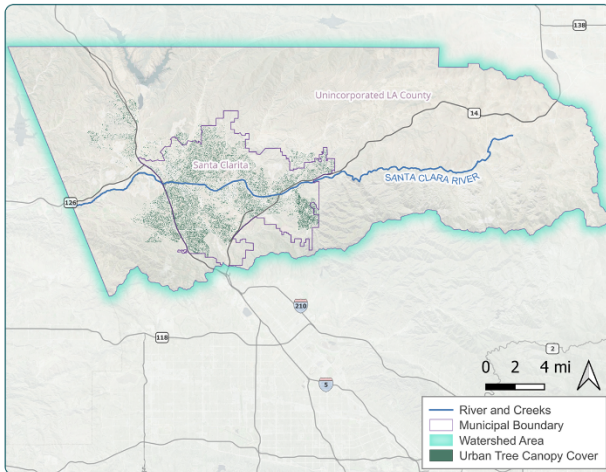 138
Unincorporated LA County
14
Santa Clarita
SANTA CLARA RIVER
126
210
118
2
5
0 2 4 mi
River and Creeks
Municipal Boundary
Watershed Area
Urban Tree Canopy Cover